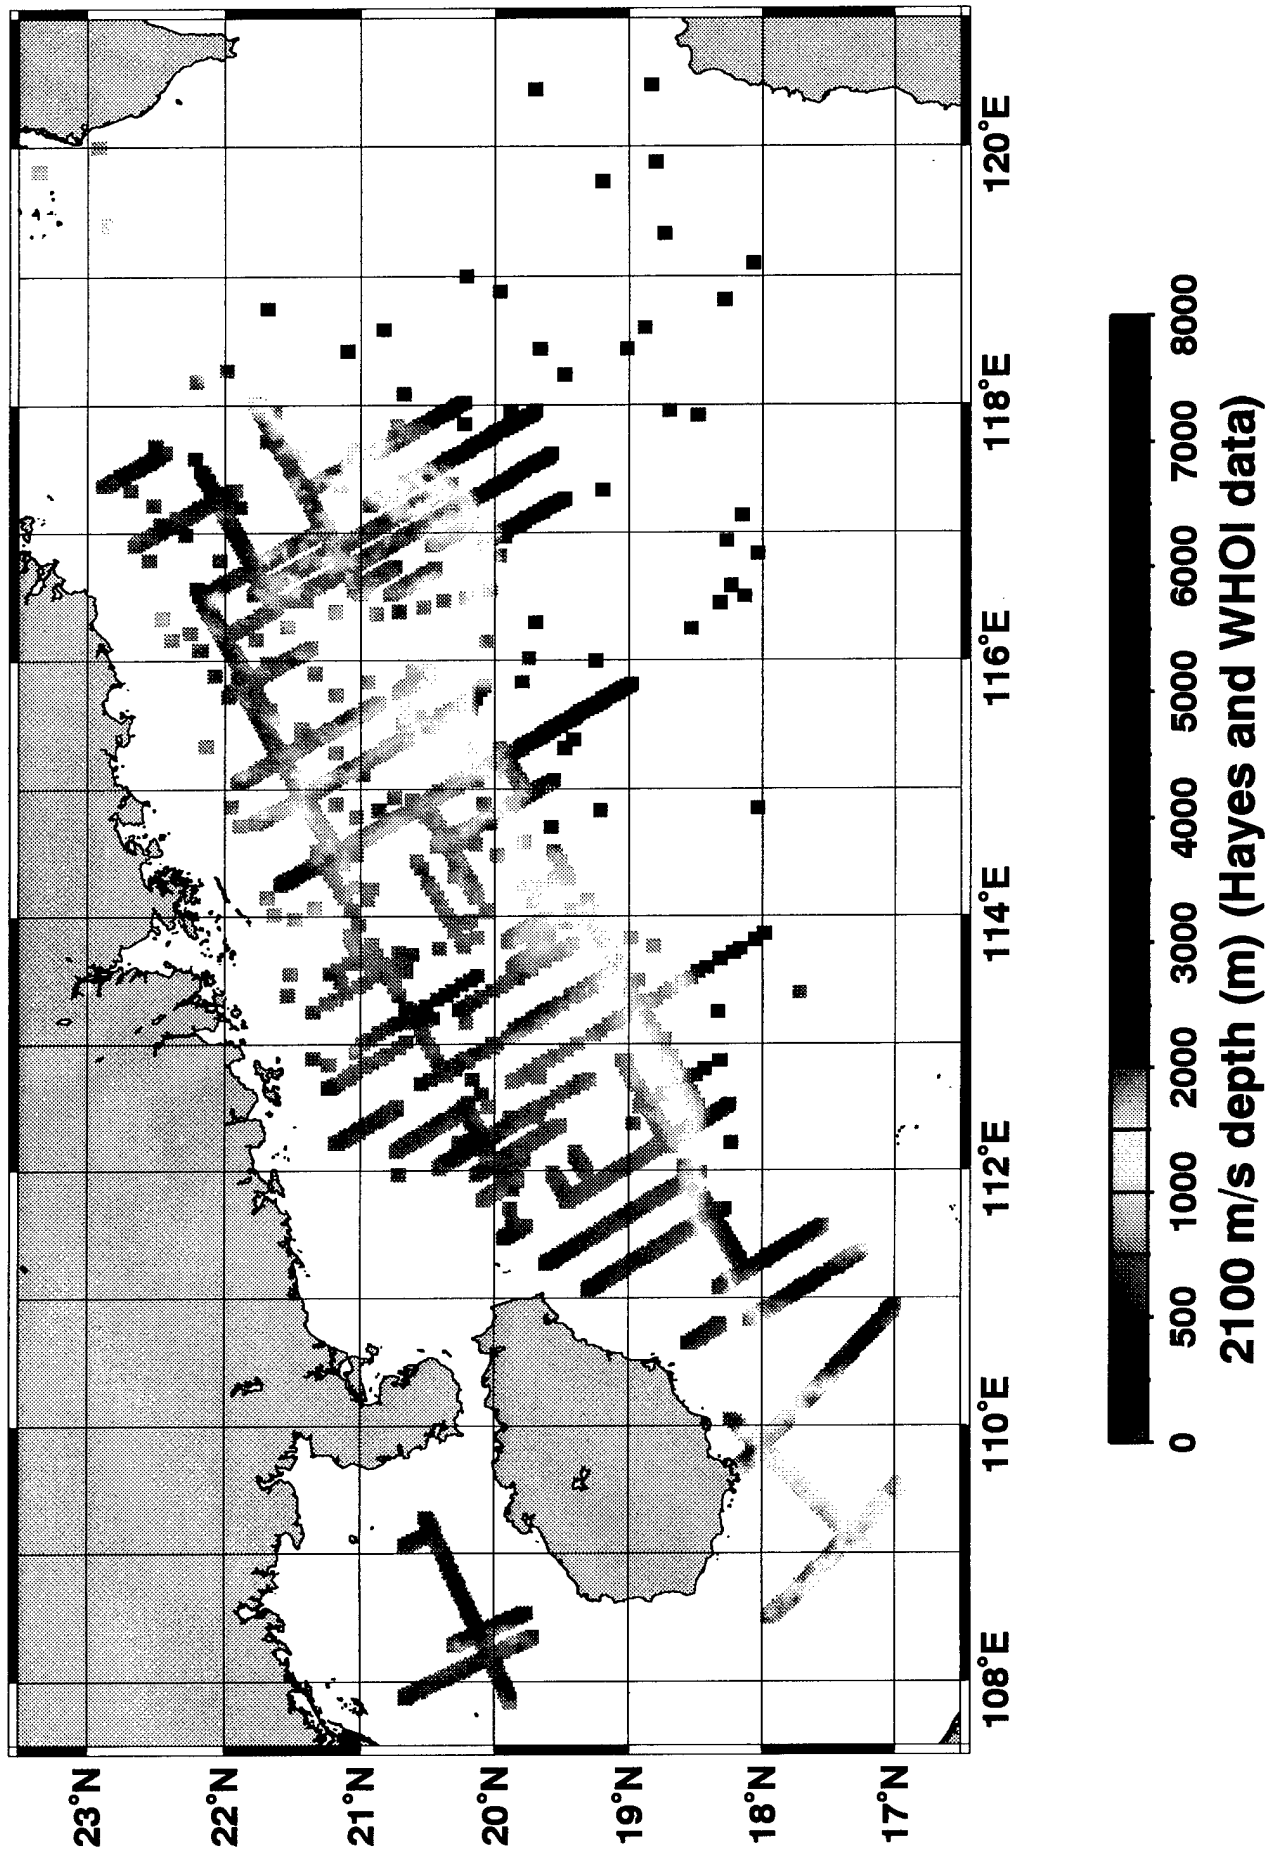 23°N
22°N
21°N
20°N
19°N
18°N
17°N
108°E
110°E
112°E
114°E
116°E
118°E
120°E
0
500
1000
2000
3000
4000
5000
6000
7000
8000
2100 m/s depth (m) (Hayes and WHOI data)